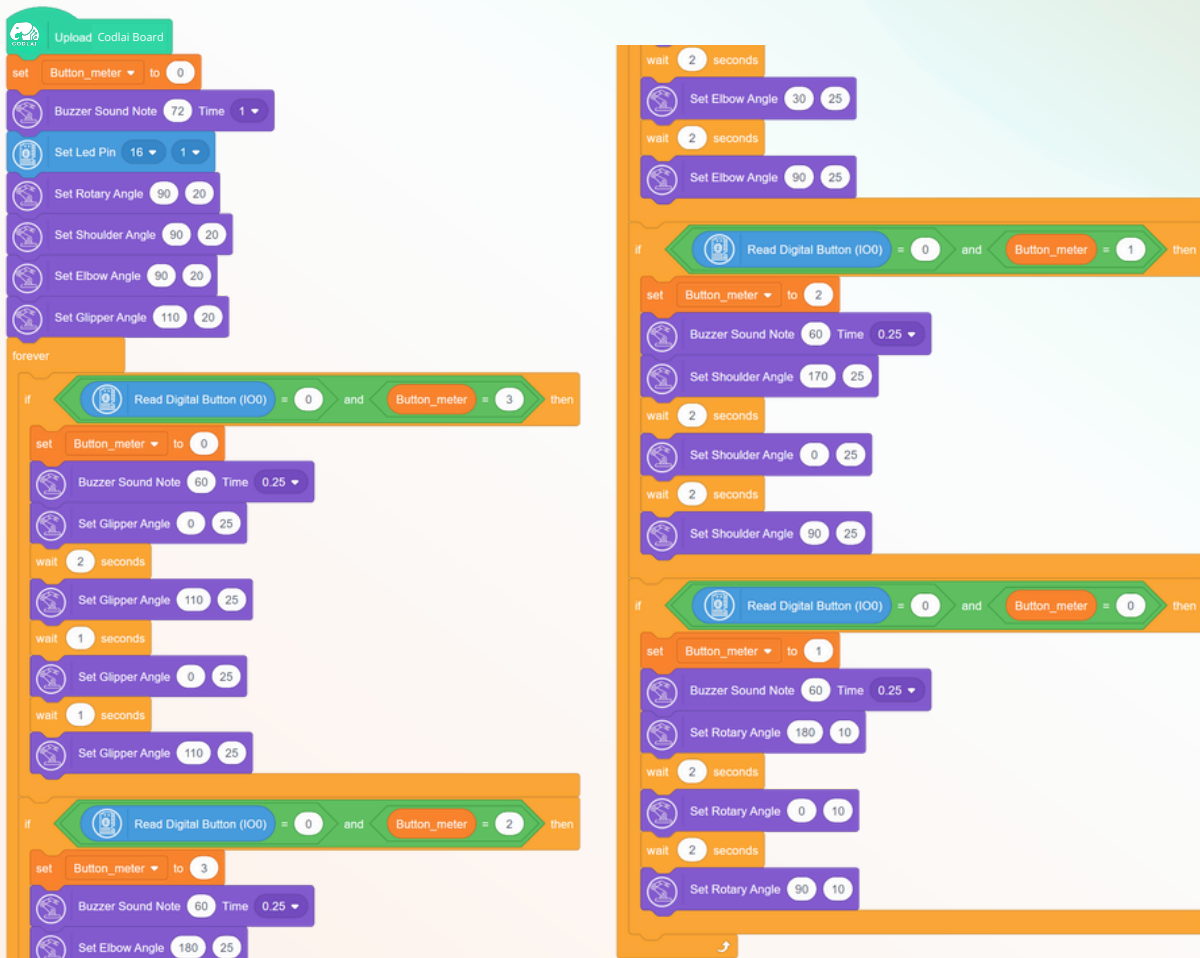 CODLAI
Upload Codlai Board
set Button_meter to 0
Buzzer Sound Note 72 Time 1
Set Led Pin 16 1
Set Rotary Angle 90 20
Set Shoulder Angle 90 20
Set Elbow Angle 90 20
Set Glipper Angle 110 20
forever
if Read Digital Button (IO0) = 0 and Button_meter = 3 then
set Button_meter to 0
Buzzer Sound Note 60 Time 0.25
Set Glipper Angle 0 25
wait 2 seconds
Set Glipper Angle 110 25
wait 1 seconds
Set Glipper Angle 0 25
wait 1 seconds
Set Glipper Angle 110 25
if Read Digital Button (IO0) = 0 and Button_meter = 2 then
set Button_meter to 3
Buzzer Sound Note 60 Time 0.25
Set Elbow Angle 180 25
wait 2 seconds
Set Elbow Angle 30 25
wait 2 seconds
Set Elbow Angle 90 25
if Read Digital Button (IO0) = 0 and Button_meter = 1 then
set Button_meter to 2
Buzzer Sound Note 60 Time 0.25
Set Shoulder Angle 170 25
wait 2 seconds
Set Shoulder Angle 0 25
wait 2 seconds
Set Shoulder Angle 90 25
if Read Digital Button (IO0) = 0 and Button_meter = 0 then
set Button_meter to 1
Buzzer Sound Note 60 Time 0.25
Set Rotary Angle 180 10
wait 2 seconds
Set Rotary Angle 0 10
wait 2 seconds
Set Rotary Angle 90 10